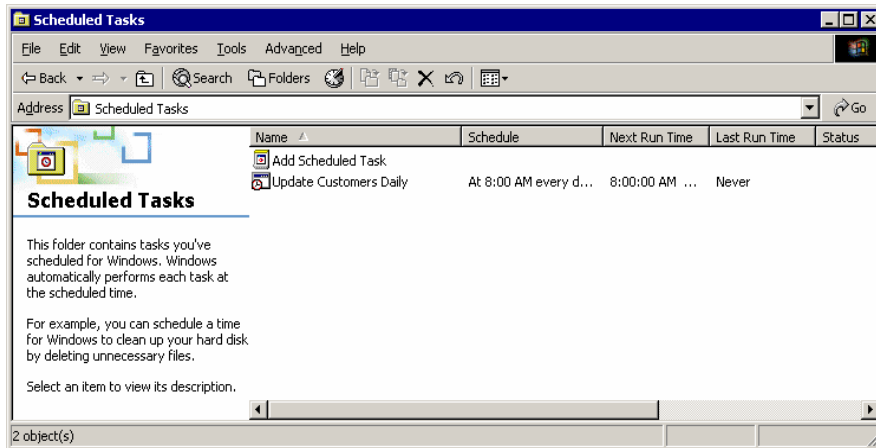 Scheduled Tasks
File Edit View Favorites Tools Advanced Help
Back Search Folders
Address Scheduled Tasks Go
Name Schedule Next Run Time Last Run Time Status
Add Scheduled Task
Update Customers Daily At 8:00 AM every d... 8:00:00 AM ... Never
Scheduled Tasks
This folder contains tasks you've
scheduled for Windows. Windows
automatically performs each task at
the scheduled time.
For example, you can schedule a time
for Windows to clean up your hard disk
by deleting unnecessary files.
Select an item to view its description.
2 object(s)